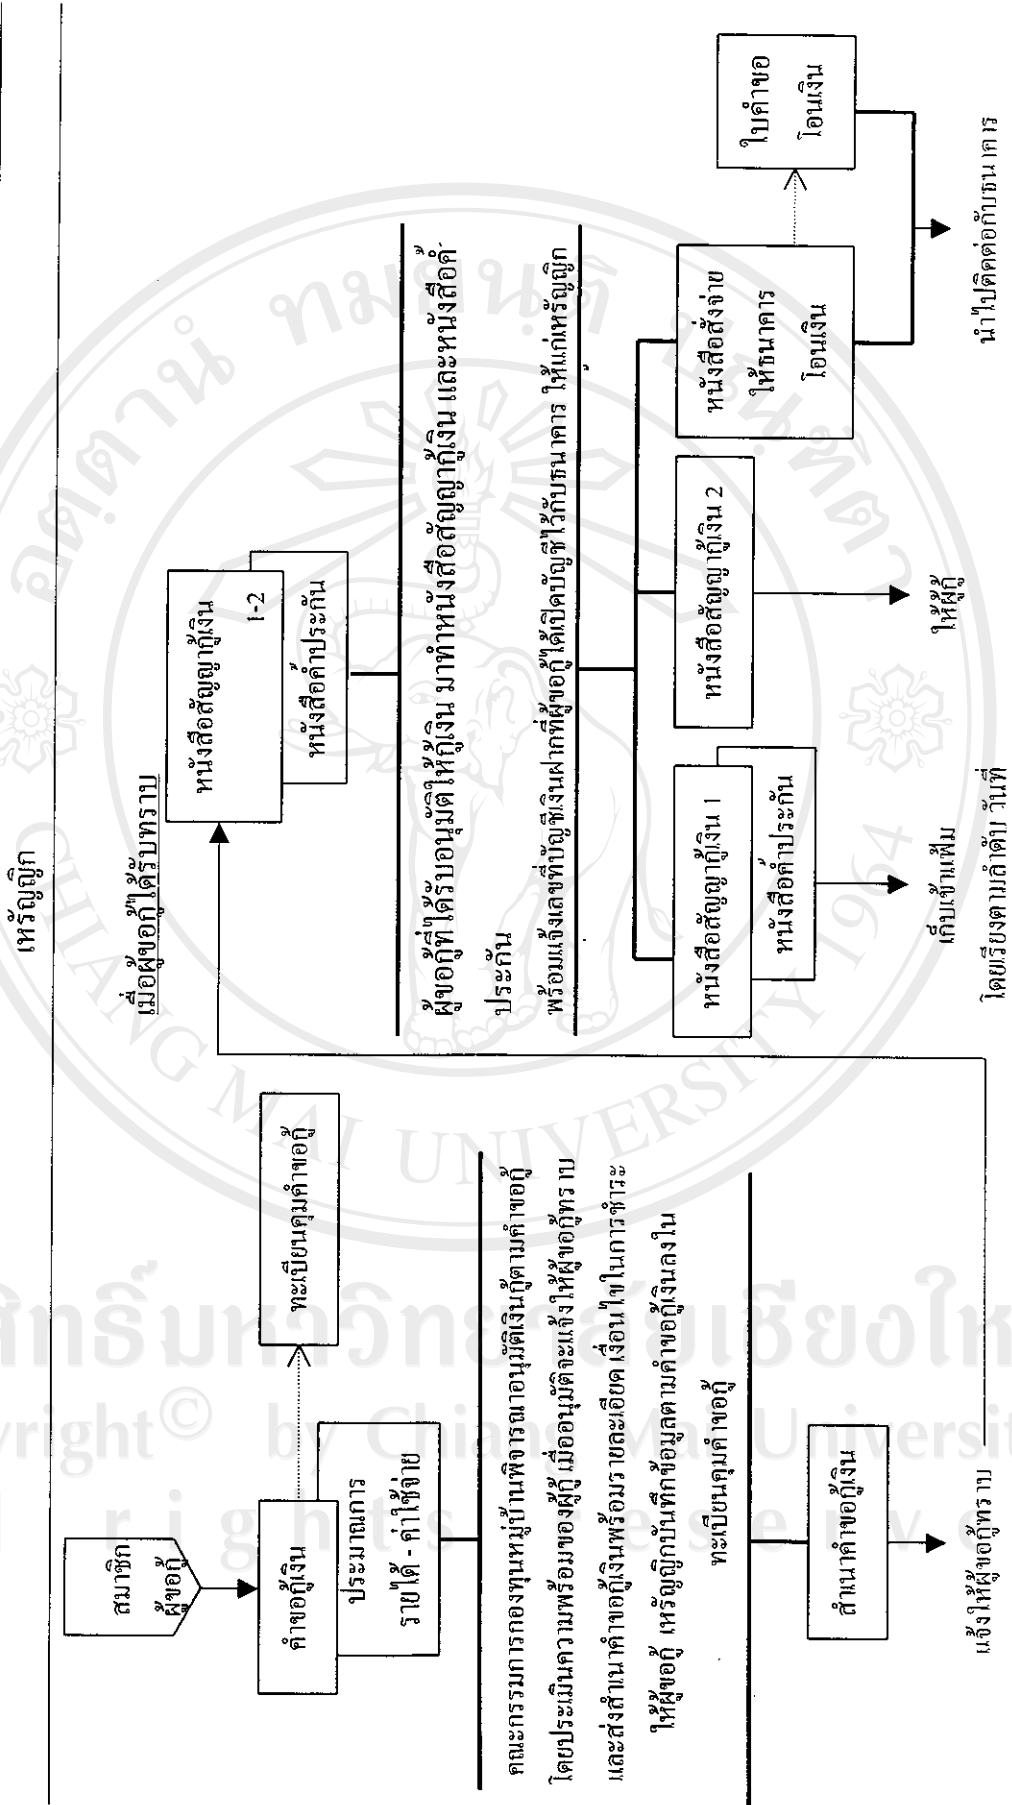 เหรัญญิก
สมาชิก
ผู้ขอกู้
คำขอกู้เงิน
ประมาณการ
รายได้ - ค่าใช้จ่าย
ทะเบียนคุมคำขอกู้
คณะกรรมการกองทุนหมู่บ้านพิจารณาอนุมัติเงินกู้ตามคำขอกู้
โดยประเมินความพร้อมของผู้กู้ เมื่ออนุมัติจะแจ้งให้ผู้ขอกู้ทราบ
และส่งสำเนาคำขอกู้เงินพร้อมรายละเอียด เงื่อนไขในการชำระ
ให้ผู้ขอกู้ เหรัญญิกบันทึกข้อมูลตามคำขอกู้เงินลงใน
ทะเบียนคุมคำขอกู้
สำเนาคำขอกู้เงิน
แจ้งให้ผู้ขอกู้ทราบ
เมื่อผู้ขอกู้ได้รับทราบ
หนังสือสัญญากู้เงิน
1-2
หนังสือค้ำประกัน
ผู้ขอกู้ที่ได้รับอนุมัติให้กู้เงิน มาทำหนังสือสัญญากู้เงิน และหนังสือค้ำ
ประกัน
พร้อมแจ้งเลขที่บัญชีเงินฝากที่ผู้ขอกู้ได้เปิดบัญชีไว้กับธนาคาร ให้แก่เหรัญญิก
หนังสือสัญญากู้เงิน 1
หนังสือค้ำประกัน
เก็บเข้าแฟ้ม
โดยเรียงตามลำดับ วันที่
หนังสือสัญญากู้เงิน 2
ให้ผู้กู้
หนังสือสั่งจ่าย
ให้ธนาคาร
โอนเงิน
ใบคำขอ
โอนเงิน
นำไปติดต่อกับธนาคาร
CHIANG MAI UNIVERSITY 1964